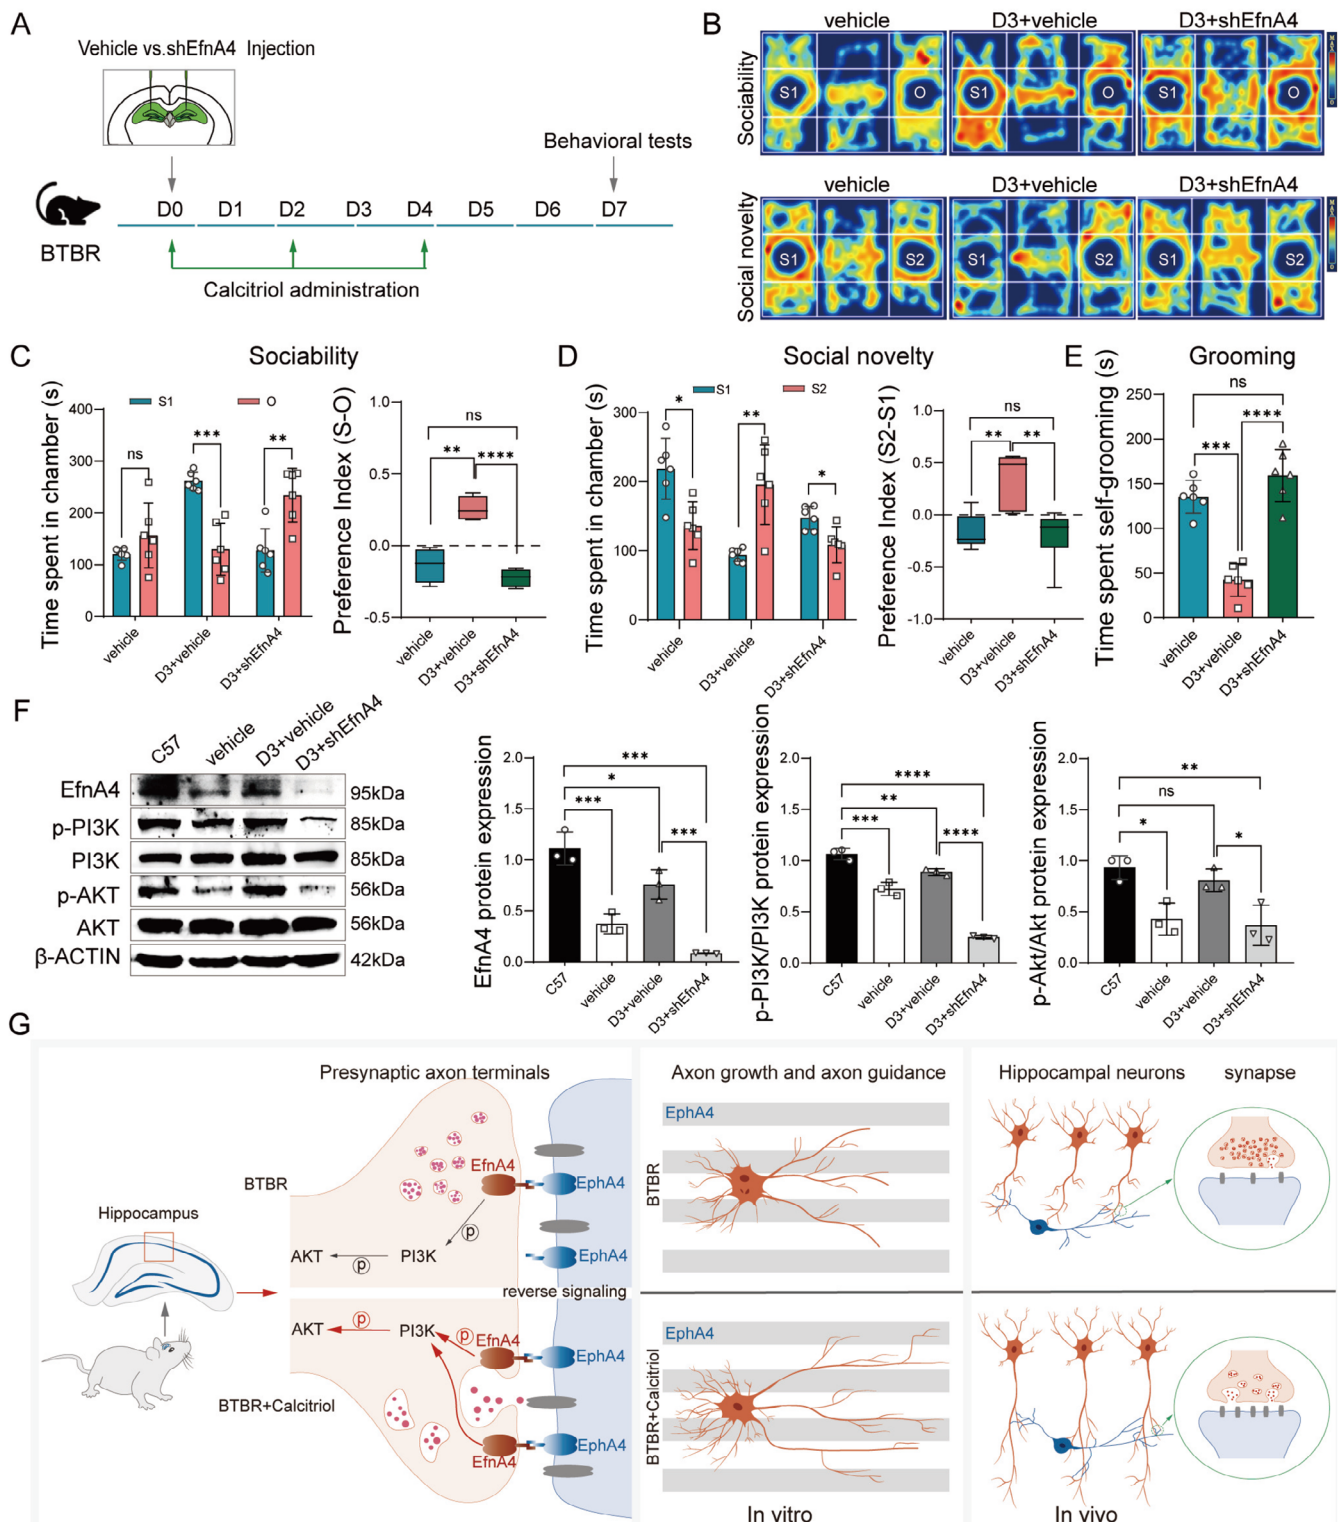 A
Vehicle vs.shEfnA4 Injection
Behavioral tests
D0 D1 D2 D3 D4 D5 D6 D7
BTBR
Calcitriol administration
B
vehicle D3+vehicle D3+shEfnA4
Sociability
S1 O S1 O S1 O
vehicle D3+vehicle D3+shEfnA4
Social novelty
S1 S2 S1 S2 S1 S2
C
Sociability
Time spent in chamber (s)
S1 O
400
300
200
100
0
ns *** **
vehicle D3+vehicle D3+shEfnA4
Preference Index (S-O)
1.0
0.5
0.0
-0.5
ns
** ****
vehicle D3+vehicle D3+shEfnA4
D
Social novelty
Time spent in chamber (s)
S1 S2
300
200
100
0
* ** *
vehicle D3+vehicle D3+shEfnA4
Preference Index (S2-S1)
1.0
0.5
0.0
-0.5
-1.0
ns
** **
vehicle D3+vehicle D3+shEfnA4
E
Grooming
Time spent self-grooming (s)
200
150
100
50
0
ns
*** ****
vehicle D3+vehicle D3+shEfnA4
F
C57 vehicle D3+vehicle D3+shEfnA4
EfnA4 95kDa
p-PI3K 85kDa
PI3K 85kDa
p-AKT 56kDa
AKT 56kDa
β-ACTIN 42kDa
EfnA4 protein expression
2.0
1.5
1.0
0.5
0.0
***
*
*** ***
C57 vehicle D3+vehicle D3+shEfnA4
p-PI3K/PI3K protein expression
2.0
1.5
1.0
0.5
0.0
****
**
*** ****
C57 vehicle D3+vehicle D3+shEfnA4
p-Akt/Akt protein expression
2.0
1.5
1.0
0.5
0.0
**
ns
* *
C57 vehicle D3+vehicle D3+shEfnA4
G
Presynaptic axon terminals
BTBR
EfnA4
EphA4
p
AKT p PI3K
EphA4
Hippocampus
reverse signaling
AKT p PI3K p EfnA4
EphA4
BTBR+Calcitriol
EphA4
EfnA4
Axon growth and axon guidance
EphA4
BTBR
EphA4
BTBR+Calcitriol
In vitro
Hippocampal neurons synapse
In vivo